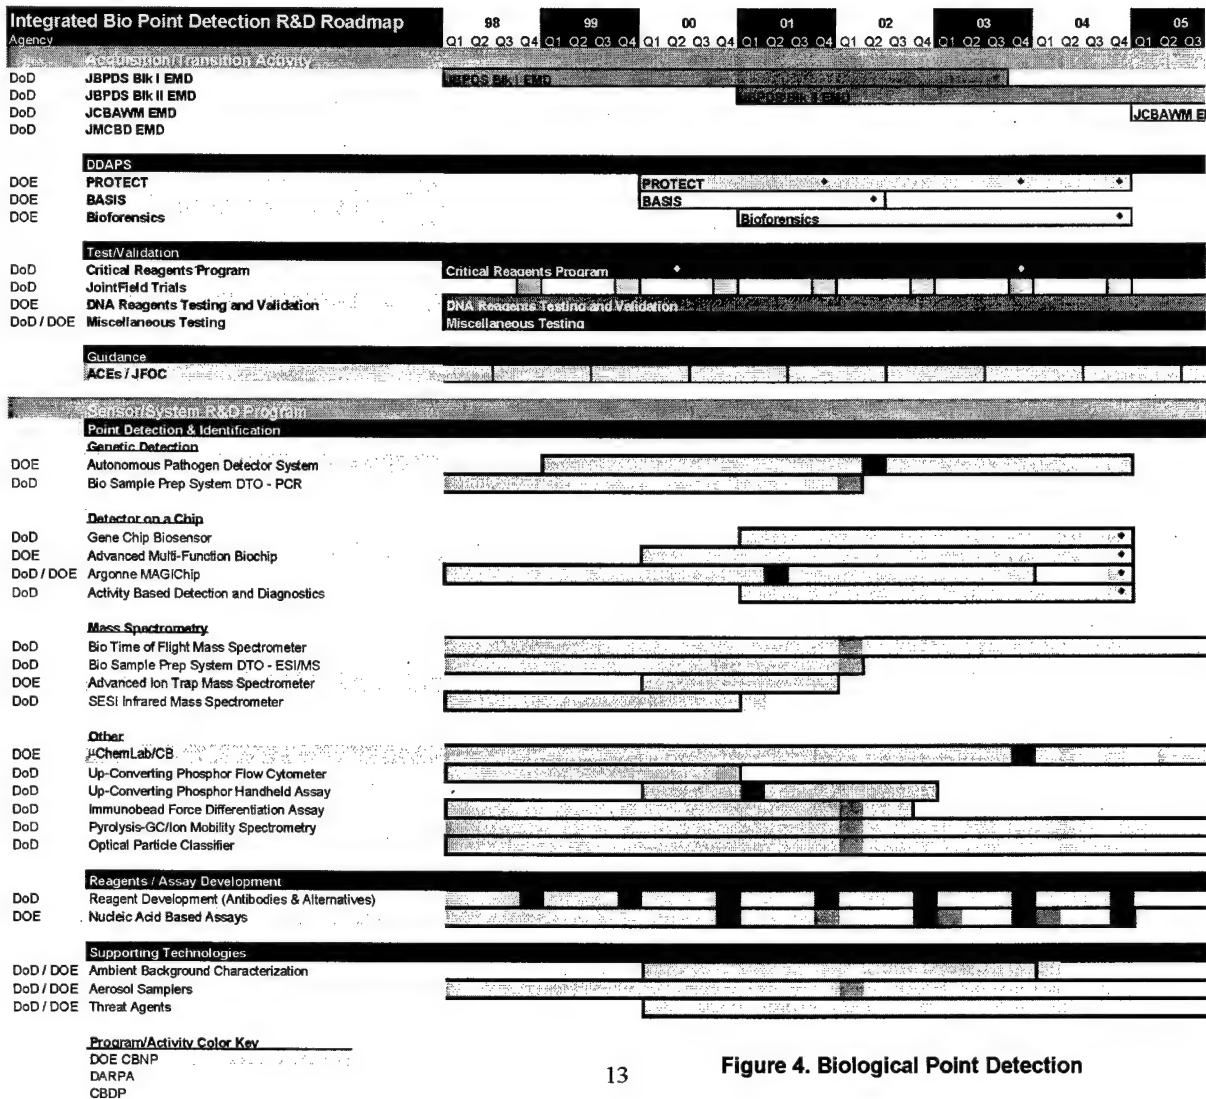 Integrated Bio Point Detection R&D Roadmap 98 99 00 01 02 03 04 05
Agency Q1 Q2 Q3 Q4 Q1 Q2 Q3 Q4 Q1 Q2 Q3 Q4 Q1 Q2 Q3 Q4 Q1 Q2 Q3 Q4 Q1 Q2 Q3 Q4 Q1 Q2 Q3 Q4 Q1 Q2 Q3
Acquisition/Transition Activity
DoD JBPDS Blk I EMD JBPDS Blk I EMD
DoD JBPDS Blk II EMD JBPDS Blk II EMD
DoD JCBAWM EMD JCBAWM E
DoD JMCBD EMD
DDAPS
DOE PROTECT PROTECT
DOE BASIS BASIS
DOE Bioforensics Bioforensics
Test/Validation
DoD Critical Reagents Program Critical Reagents Program
DoD JointField Trials
DOE DNA Reagents Testing and Validation DNA Reagents Testing and Validation
DoD / DOE Miscellaneous Testing Miscellaneous Testing
Guidance
ACEs / JFOC
Sensor/System R&D Program
Point Detection & Identification
Genetic Detection
DOE Autonomous Pathogen Detector System
DoD Bio Sample Prep System DTO - PCR
Detector on a Chip
DoD Gene Chip Biosensor
DOE Advanced Multi-Function Biochip
DoD / DOE Argonne MAGIChip
DoD Activity Based Detection and Diagnostics
Mass Spectrometry
DoD Bio Time of Flight Mass Spectrometer
DoD Bio Sample Prep System DTO - ESI/MS
DOE Advanced Ion Trap Mass Spectrometer
DoD SESI Infrared Mass Spectrometer
Other
DOE µChemLab/CB
DoD Up-Converting Phosphor Flow Cytometer
DoD Up-Converting Phosphor Handheld Assay
DoD Immunobead Force Differentiation Assay
DoD Pyrolysis-GC/Ion Mobility Spectrometry
DoD Optical Particle Classifier
Reagents / Assay Development
DoD Reagent Development (Antibodies & Alternatives)
DOE Nucleic Acid Based Assays
Supporting Technologies
DoD / DOE Ambient Background Characterization
DoD / DOE Aerosol Samplers
DoD / DOE Threat Agents
Program/Activity Color Key
DOE CBNP
DARPA
CBDP
13
Figure 4. Biological Point Detection